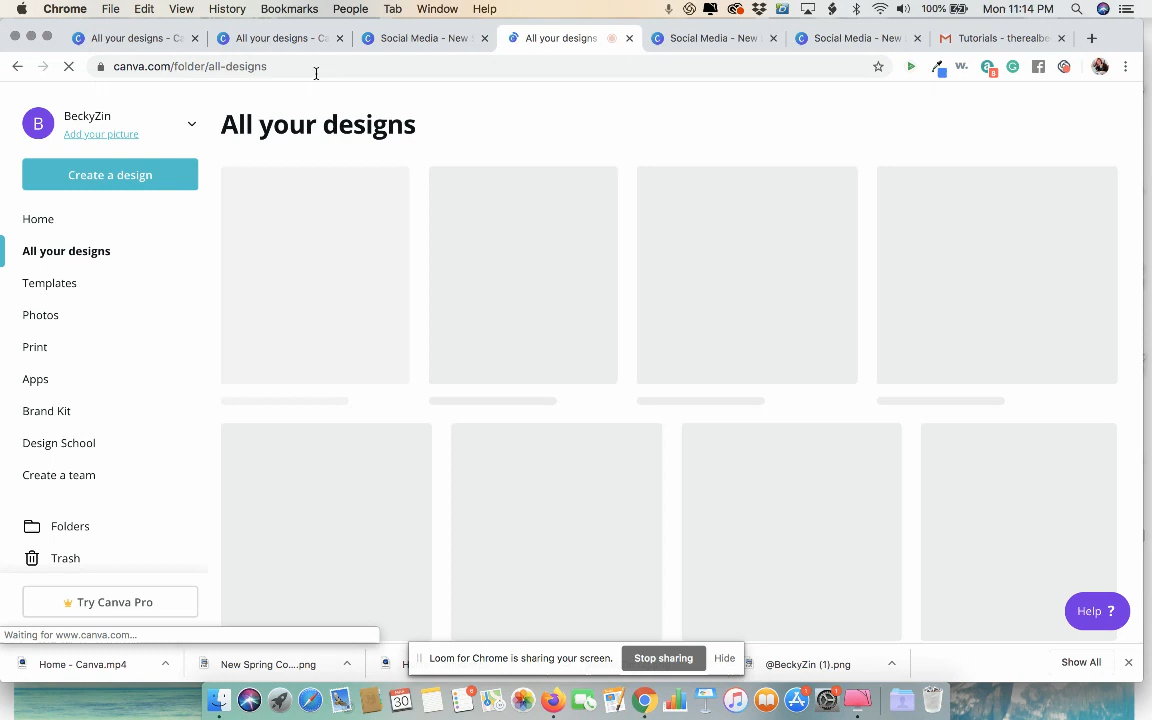 Chrome File Edit View History Bookmarks People Tab Window Help 100% Mon 11:14 PM
All your designs - Ca All your designs - Ca Social Media - New All your designs Social Media - New Social Media - New Tutorials - therealbe
canva.com/folder/all-designs
BeckyZin
Add your picture
B
All your designs
Create a design
Home
All your designs
Templates
Photos
Print
Apps
Brand Kit
Design School
Create a team
Folders
Trash
Try Canva Pro
Help ?
Waiting for www.canva.com...
Home - Canva.mp4 New Spring Co....png H Loom for Chrome is sharing your screen. Stop sharing Hide @BeckyZin (1).png Show All